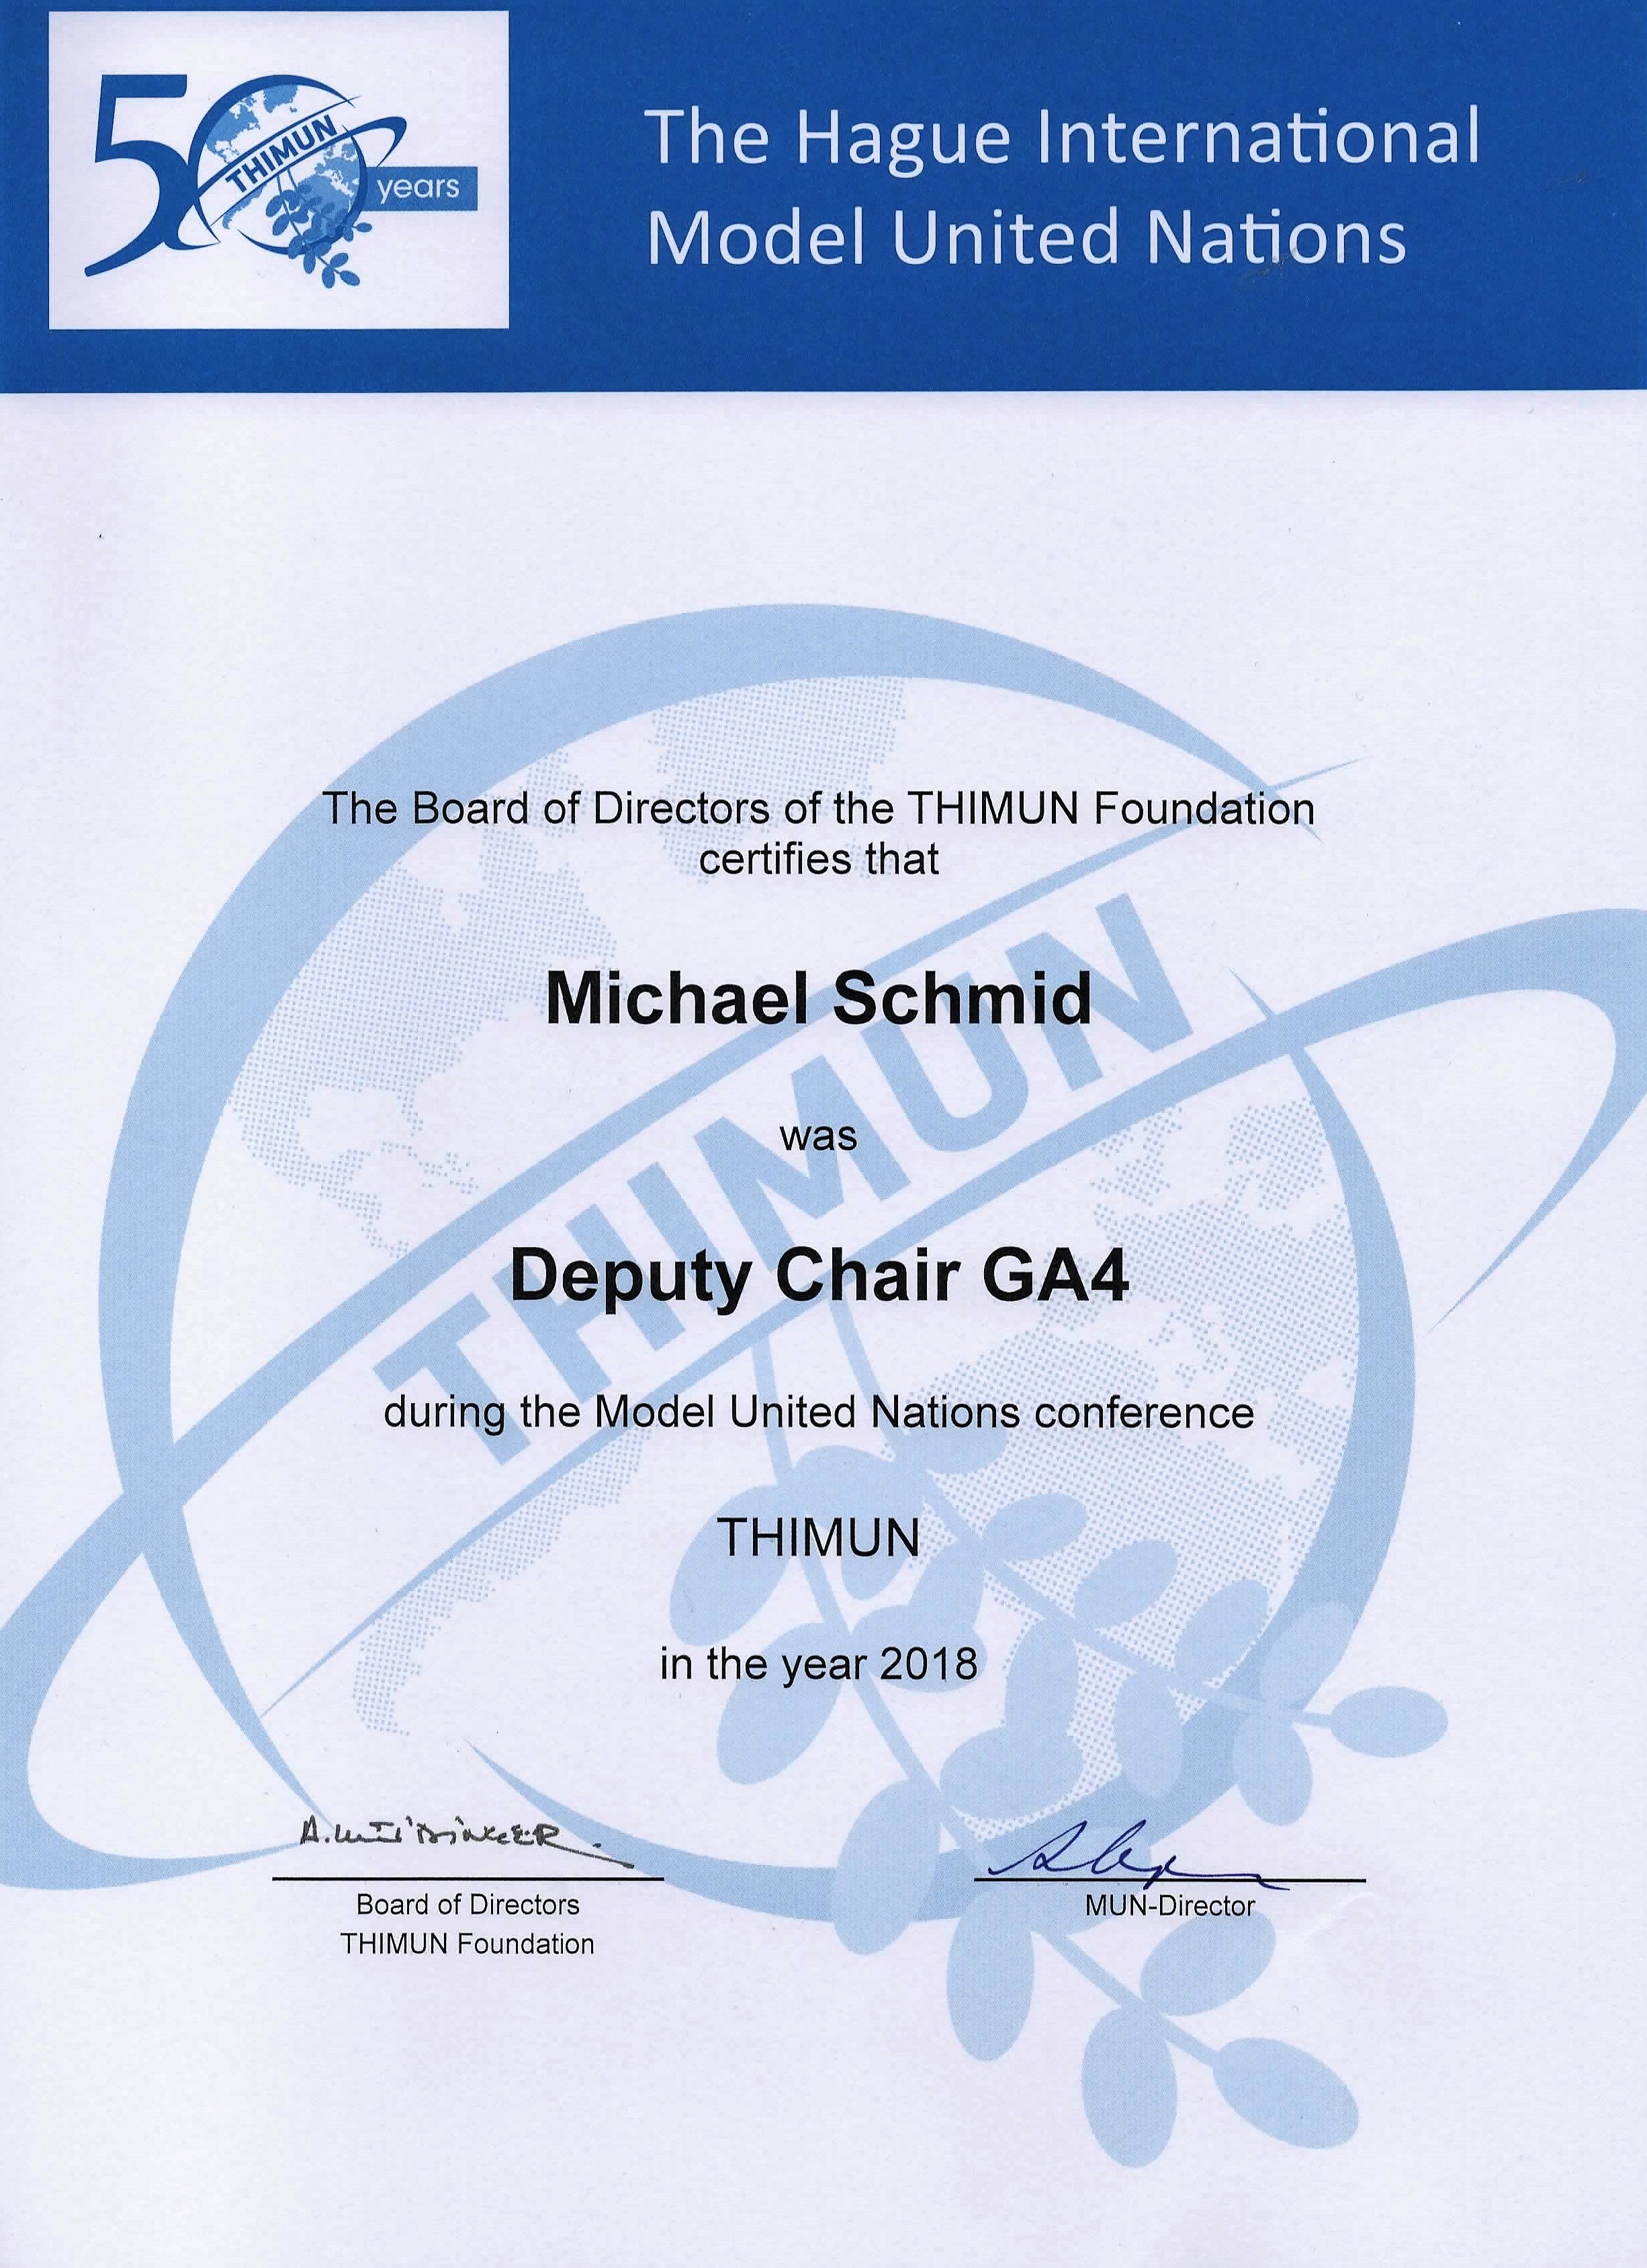 50 THIMUN years
The Hague International
Model United Nations
The Board of Directors of the THIMUN Foundation
certifies that
Michael Schmid
was
THIMUN
Deputy Chair GA4
during the Model United Nations conference
THIMUN
in the year 2018
Board of Directors
THIMUN Foundation
MUN-Director